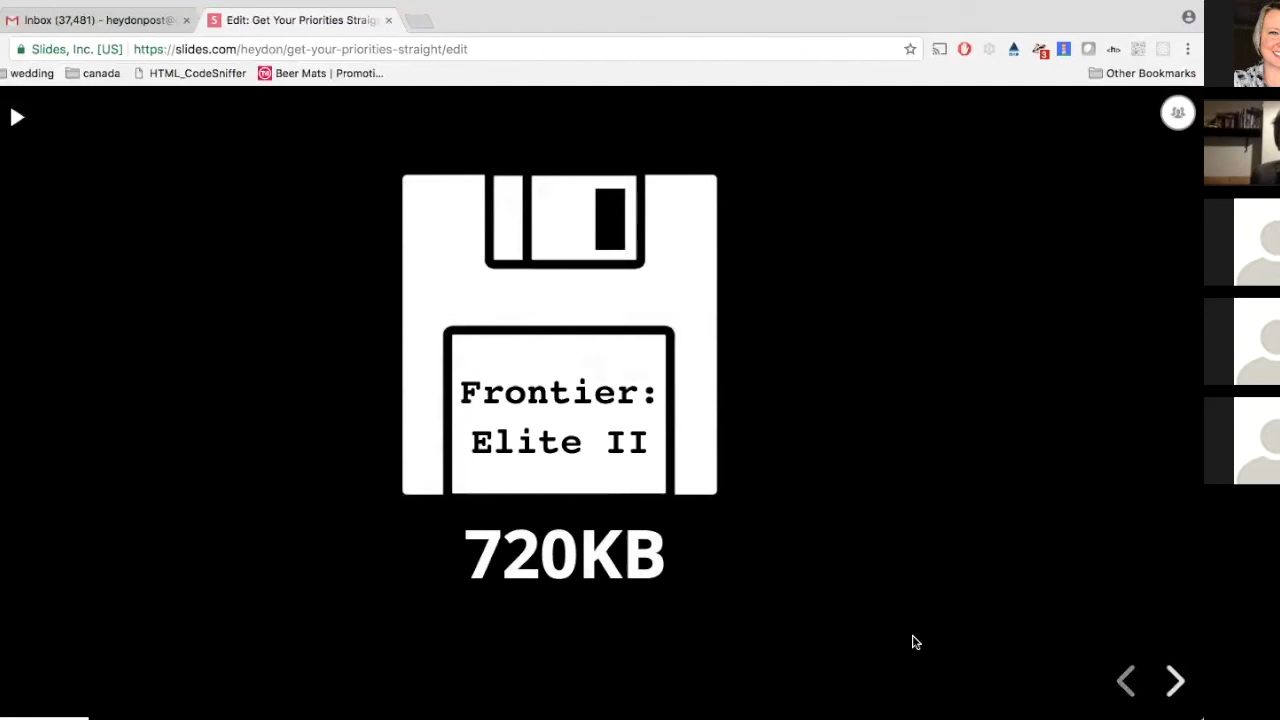 Inbox (37,481) - heydonpost@
Edit: Get Your Priorities Straig
Slides, Inc. [US]
https://slides.com/heydon/get-your-priorities-straight/edit
wedding
canada
HTML_CodeSniffer
Beer Mats | Promoti...
Other Bookmarks
Frontier:
Elite II
720KB